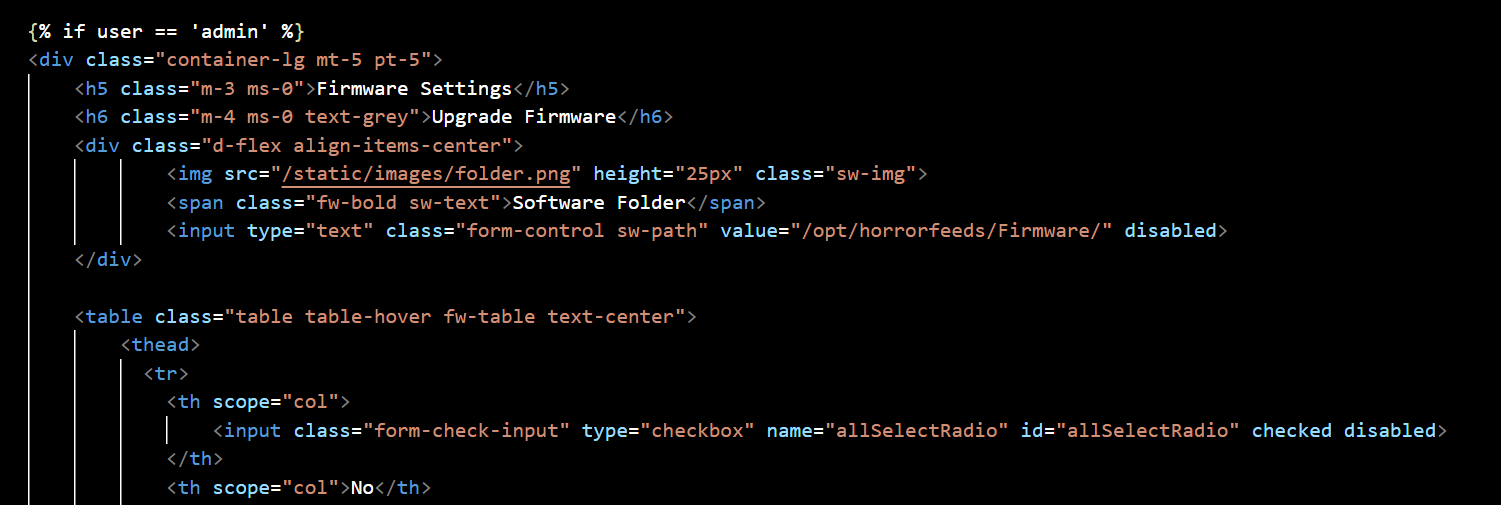 {% if user == 'admin' %}
<div class="container-lg mt-5 pt-5">
<h5 class="m-3 ms-0">Firmware Settings</h5>
<h6 class="m-4 ms-0 text-grey">Upgrade Firmware</h6>
<div class="d-flex align-items-center">
<img src="/static/images/folder.png" height="25px" class="sw-img">
<span class="fw-bold sw-text">Software Folder</span>
<input type="text" class="form-control sw-path" value="/opt/horrorfeeds/Firmware/" disabled>
</div>
<table class="table table-hover fw-table text-center">
<thead>
<tr>
<th scope="col">
<input class="form-check-input" type="checkbox" name="allSelectRadio" id="allSelectRadio" checked disabled>
</th>
<th scope="col">No</th>